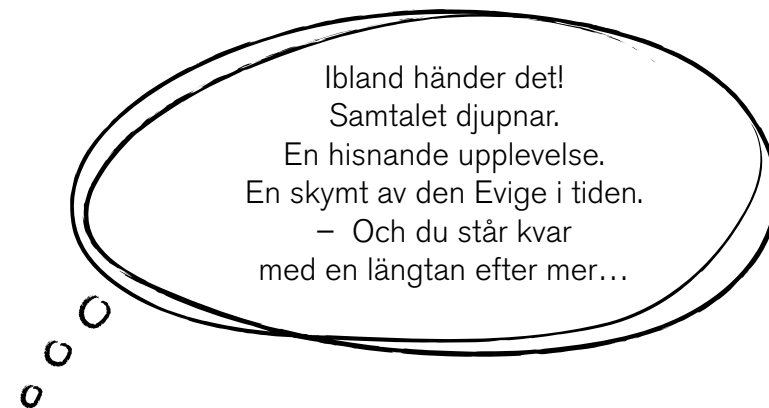 Ibland händer det!
Samtalet djupnar.
En hisnande upplevelse.
En skymt av den Evige i tiden.
– Och du står kvar
med en längtan efter mer…